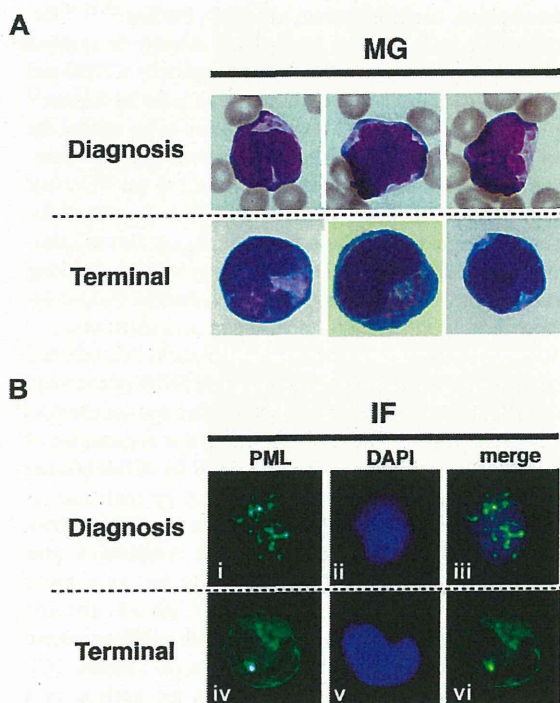 A
MG
Diagnosis
Terminal
B
IF
PML DAPI merge
Diagnosis
i ii iii
Terminal
iv v vi